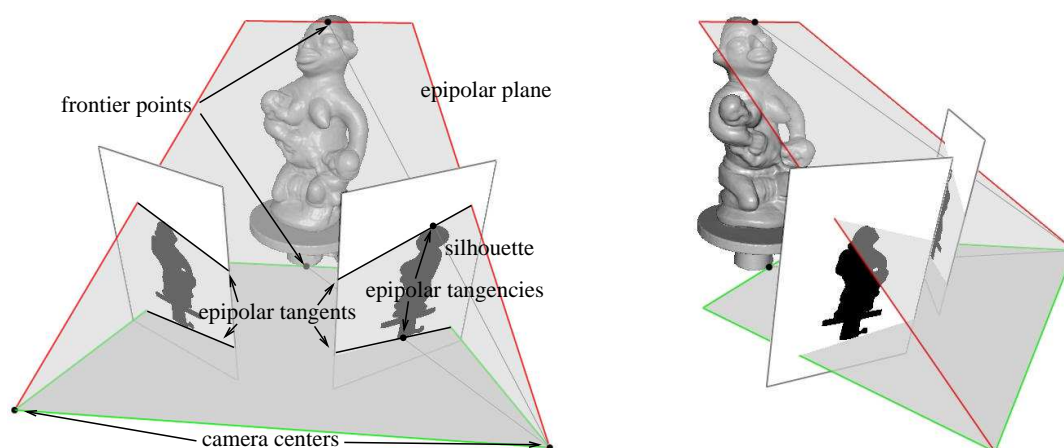 frontier points
epipolar plane
silhouette
epipolar tangents
epipolar tangencies
camera centers